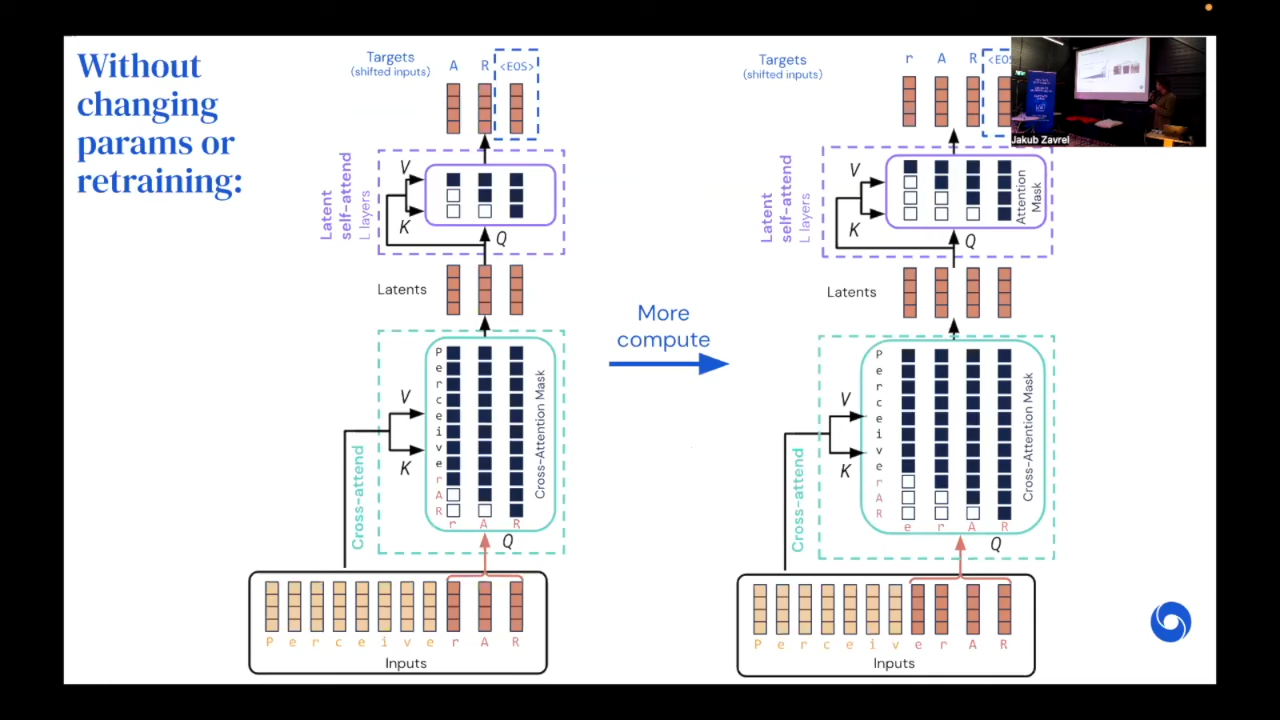 Without
changing
params or
retraining:
Targets
(shifted inputs)
A R <EOS>
Latent
self-attend
L layers
V
K
Q
Latents
Cross-attend
V
K
P
e
r
c
e
i
v
e
r
A
R
r A R
Cross-Attention Mask
Q
P e r c e i v e r A R
Inputs
More
compute
Targets
(shifted inputs)
r A R <EOS
Latent
self-attend
L layers
V
K
Attention
Mask
Q
Latents
Cross-attend
V
K
P
e
r
c
e
i
v
e
r
A
R
e r A R
Cross-Attention Mask
Q
P e r c e i v e r A R
Inputs
Jakub Zavrel